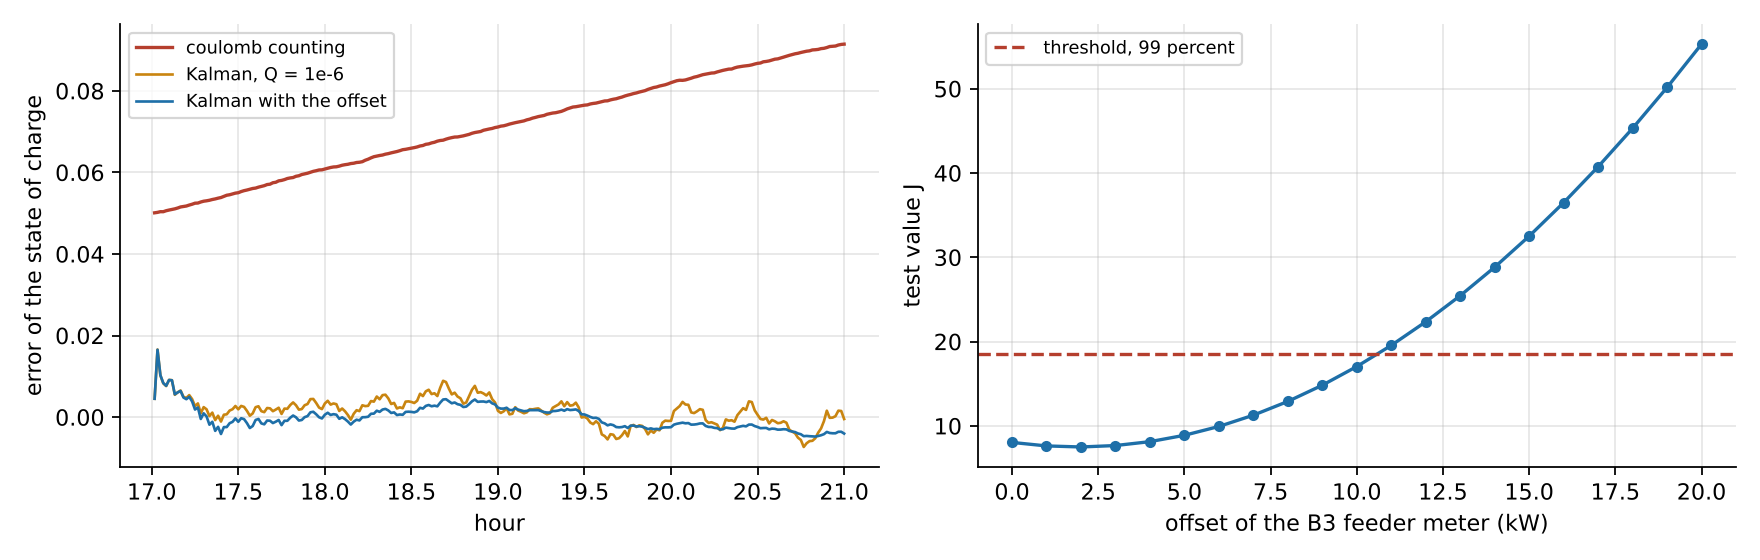 coulomb counting
Kalman, Q = 1e-6
Kalman with the offset
error of the state of charge
0.08
0.06
0.04
0.02
0.00
17.0 17.5 18.0 18.5 19.0 19.5 20.0 20.5 21.0
hour
threshold, 99 percent
test value J
50
40
30
20
10
0.0 2.5 5.0 7.5 10.0 12.5 15.0 17.5 20.0
offset of the B3 feeder meter (kW)